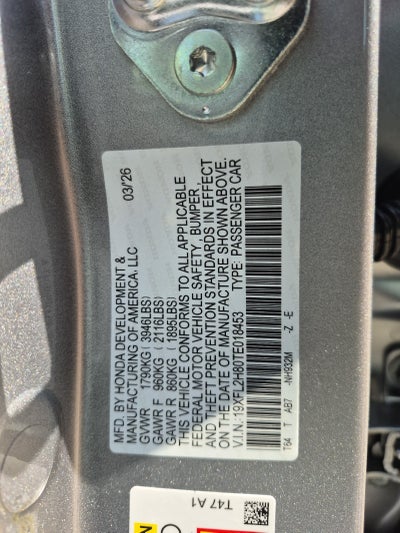 MFD. BY HONDA DEVELOPMENT & 03/'26
MANUFACTURING OF AMERICA, LLC
GVWR 1790KG ( 3946LBS)
GAWR F 960KG ( 2116LBS)
GAWR R 860KG ( 1895LBS)
THIS VEHICLE CONFORMS TO ALL APPLICABLE
FEDERAL MOTOR VEHICLE SAFETY, BUMPER,
AND THEFT PREVENTION STANDARDS IN EFFECT
ON THE DATE OF MANUFACTURE SHOWN ABOVE.
V.I.N.:19XFL2H80TE018453 TYPE: PASSENGER CAR
T64 T AB7 -NH932M -Z -E
T47 A1